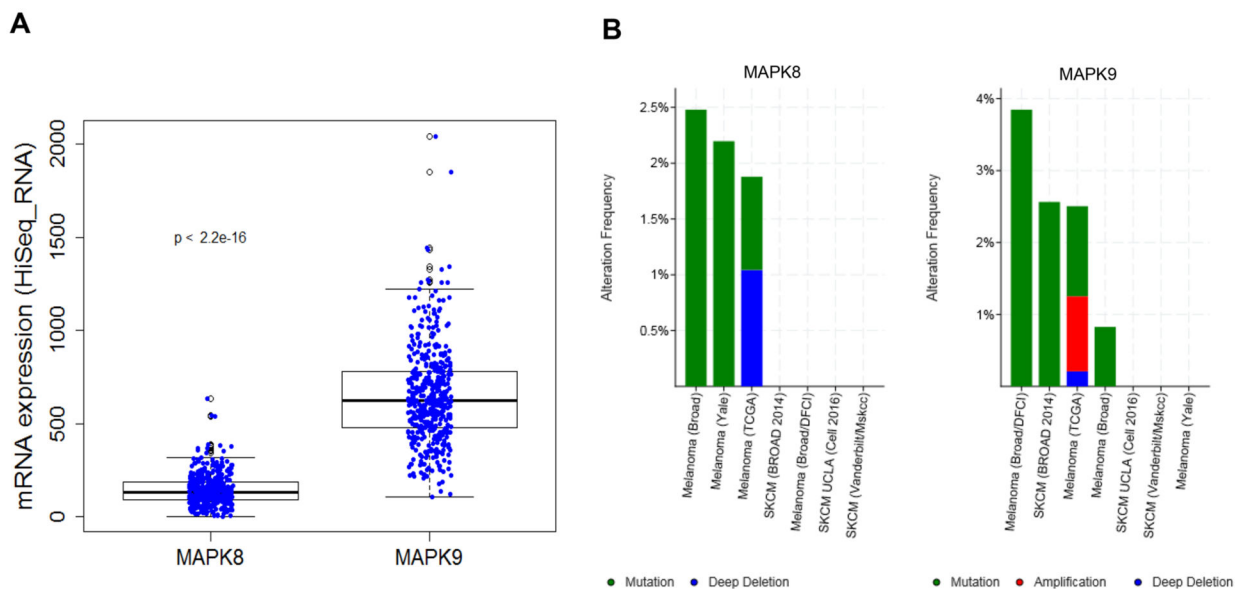 A
mRNA expression (HiSeq_RNA)
2000
1500
1000
500
0
p < 2.2e-16
MAPK8
MAPK9
B
MAPK8
Alteration Frequency
2.5%
2%
1.5%
1%
0.5%
Melanoma (Broad)
Melanoma (Yale)
Melanoma (TCGA)
SKCM (BROAD 2014)
Melanoma (Broad/DFCI)
SKCM UCLA (Cell 2016)
SKCM (Vanderbilt/Mskcc)
Mutation
Deep Deletion
MAPK9
Alteration Frequency
4%
3%
2%
1%
Melanoma (Broad/DFCI)
SKCM (BROAD 2014)
Melanoma (TCGA)
Melanoma (Broad)
SKCM UCLA (Cell 2016)
SKCM (Vanderbilt/Mskcc)
Melanoma (Yale)
Mutation
Amplification
Deep Deletion